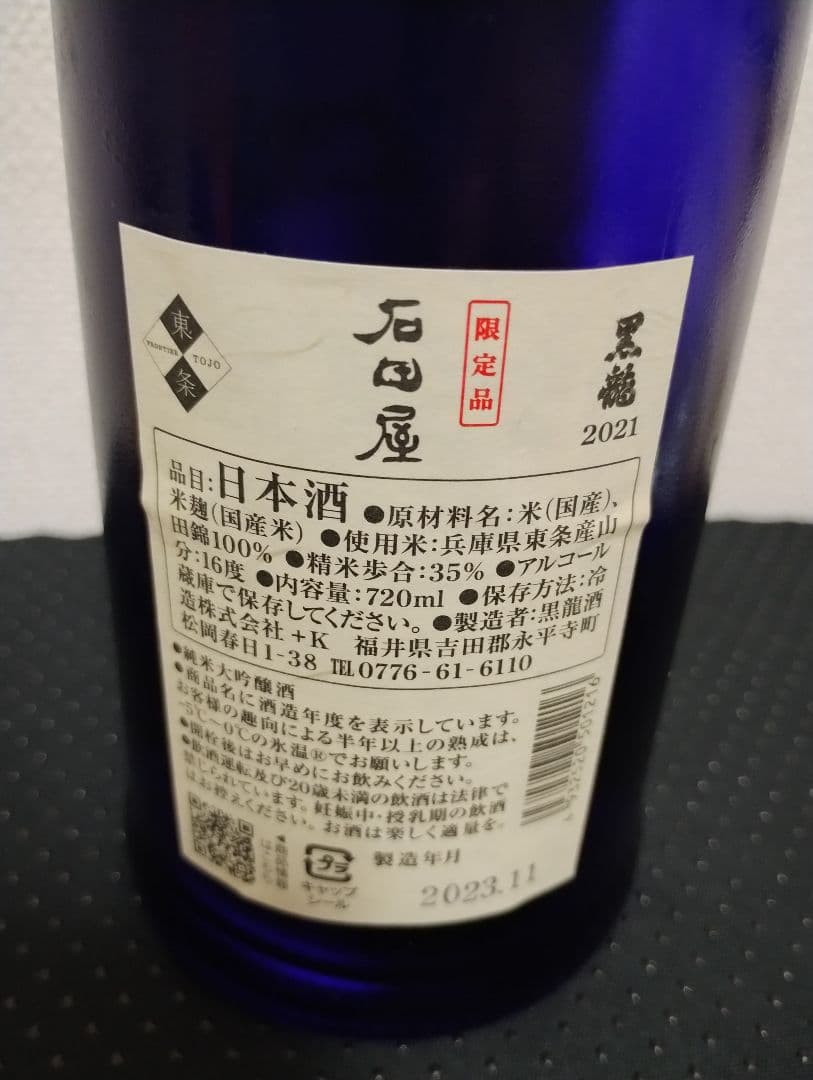 黒龍
2021
限定品
石田屋
東条
FRONTIER TOJO
品目:日本酒 ●原材料名:米(国産)、
米麹(国産米) ●使用米:兵庫県東条産山
田錦100% ●精米歩合:35% ●アルコール
分:16度 ●内容量:720ml ●保存方法:冷
蔵庫で保存してください。 ●製造者:黒龍酒
造株式会社 +K 福井県吉田郡永平寺町
松岡春日1-38 TEL0776-61-6110
●純米大吟醸酒
●商品名に酒造年度を表示しています。
お客様の趣向による半年以上の熟成は、
-5℃~0℃の氷温®でお願いします。
●開栓後はお早めにお飲みください。
●飲酒運転及び20歳未満の飲酒は法律で
禁じられています。妊娠中・授乳期の飲酒
はお控えください。お酒は楽しく適量を。
◀商品情報
はこちら
プラ
キャップ
シール
製造年月
2023.11